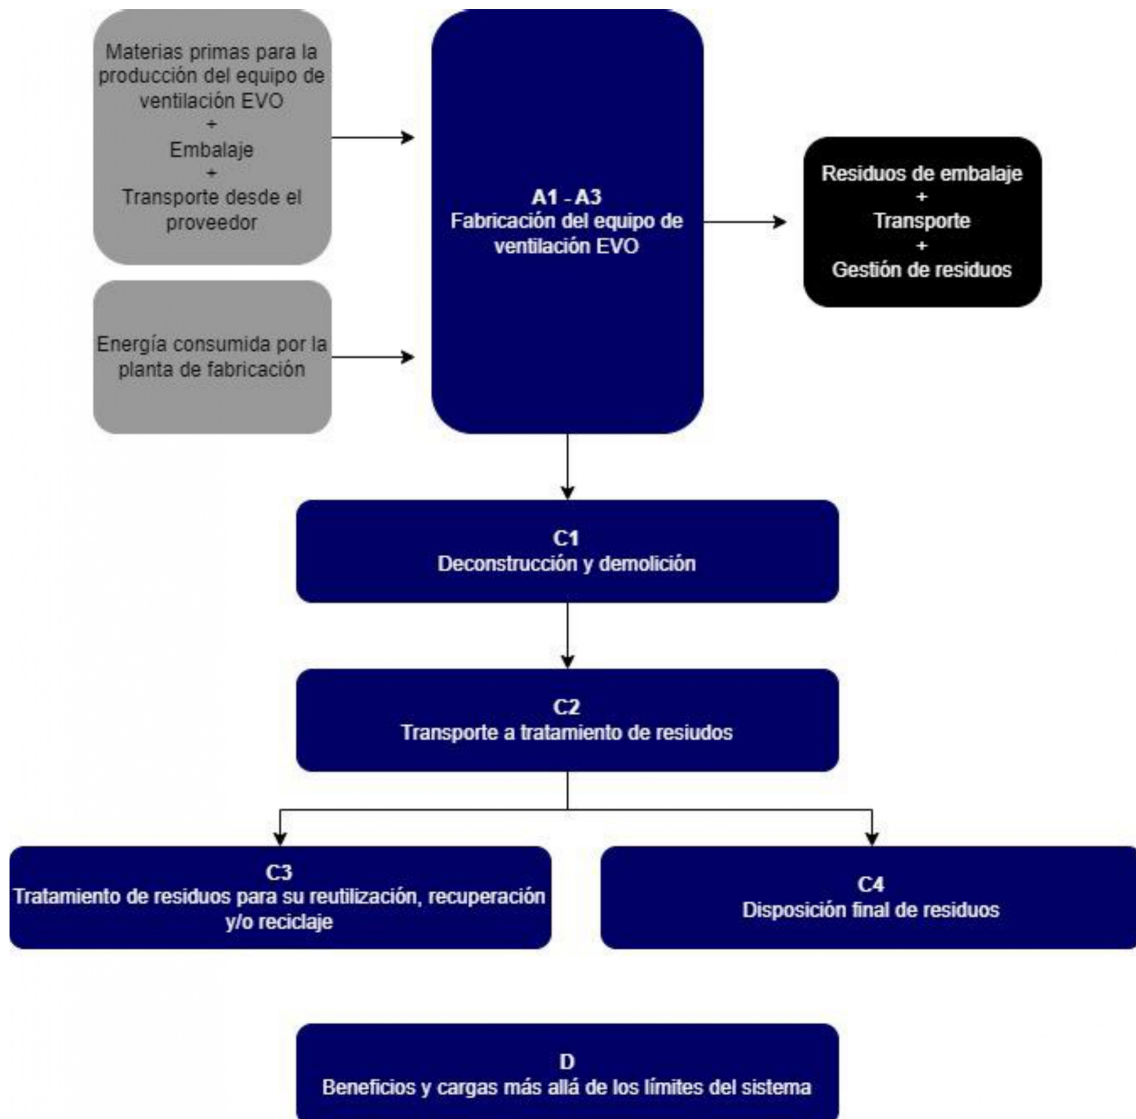 Materias primas para la
producción del equipo de
ventilación EVO
+
Embalaje
+
Transporte desde el
proveedor
Energía consumida por la
planta de fabricación
A1 - A3
Fabricación del equipo de
ventilación EVO
Residuos de embalaje
+
Transporte
+
Gestión de residuos
C1
Deconstrucción y demolición
C2
Transporte a tratamiento de resiudos
C3
Tratamiento de residuos para su reutilización, recuperación
y/o reciclaje
C4
Disposición final de residuos
D
Beneficios y cargas más allá de los límites del sistema